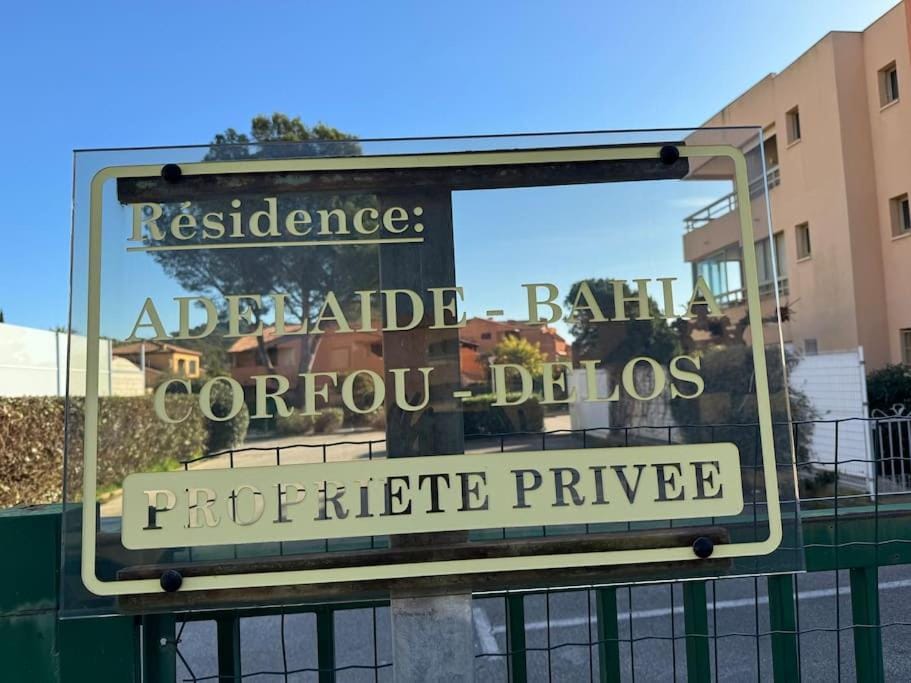 Résidence:
ADELAIDE - BAHIA
CORFOU - DELOS
PROPRIETE PRIVEE